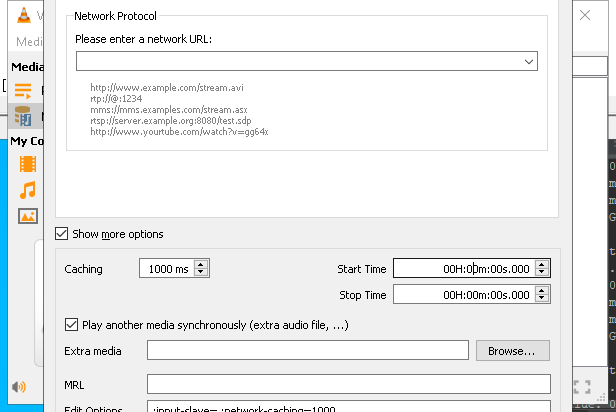 Network Protocol
Please enter a network URL:
http://www.example.com/stream.avi
rtp://@:1234
mms://mms.examples.com/stream.asx
rtsp://server.example.org:8080/test.sdp
http://www.yourtube.com/watch?v=gg64x
Media
Media
My Co
Show more options
Caching
1000 ms
Start Time
00H:00m:00s.000
Stop Time
00H:00m:00s.000
Play another media synchronously (extra audio file, ...)
Extra media
Browse...
MRL
Edit Options
:input-slave= :network-caching=1000